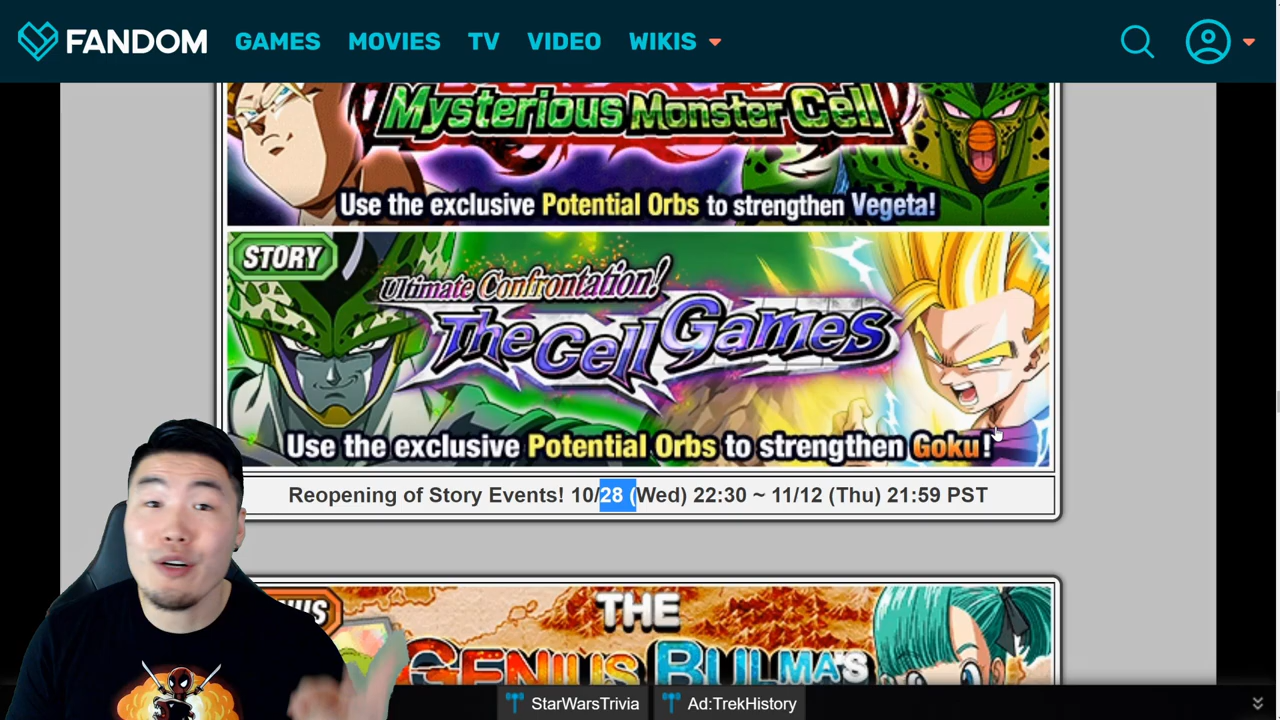 FANDOM GAMES MOVIES TV VIDEO WIKIS
Mysterious Monster Cell
Use the exclusive Potential Orbs to strengthen Vegeta!
STORY
Ultimate Confrontation!
The Cell Games
Use the exclusive Potential Orbs to strengthen Goku!
Reopening of Story Events! 10/28 (Wed) 22:30 ~ 11/12 (Thu) 21:59 PST
THE
GENIUS BULMA'S
StarWarsTrivia Ad:TrekHistory